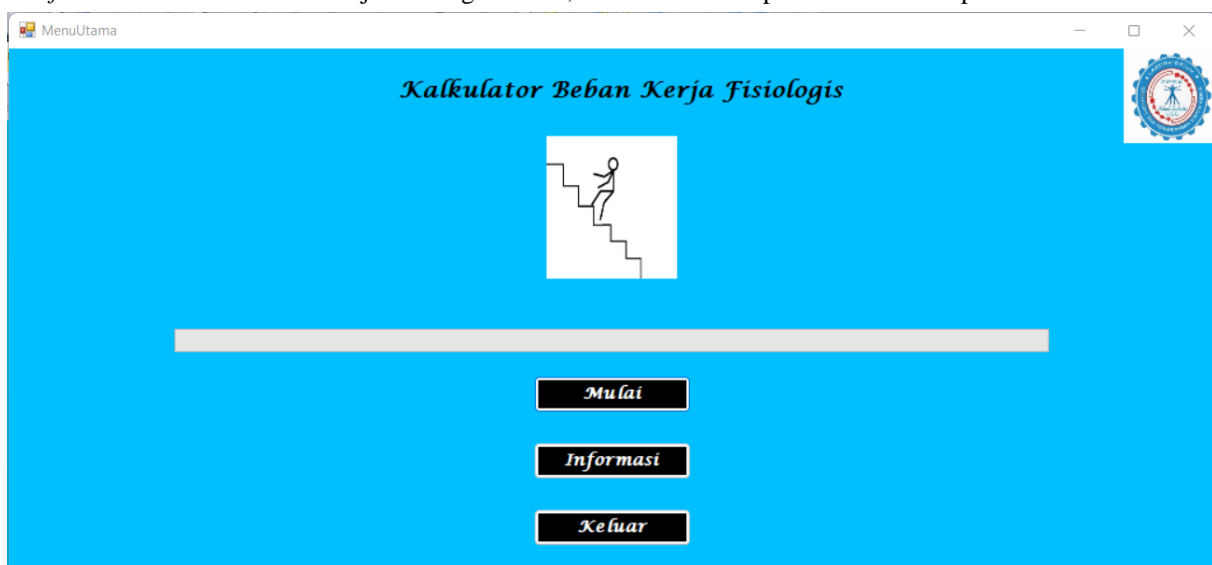 MenuUtama
Kalkulator Beban Kerja Fisiologis
Mulai
Informasi
Keluar